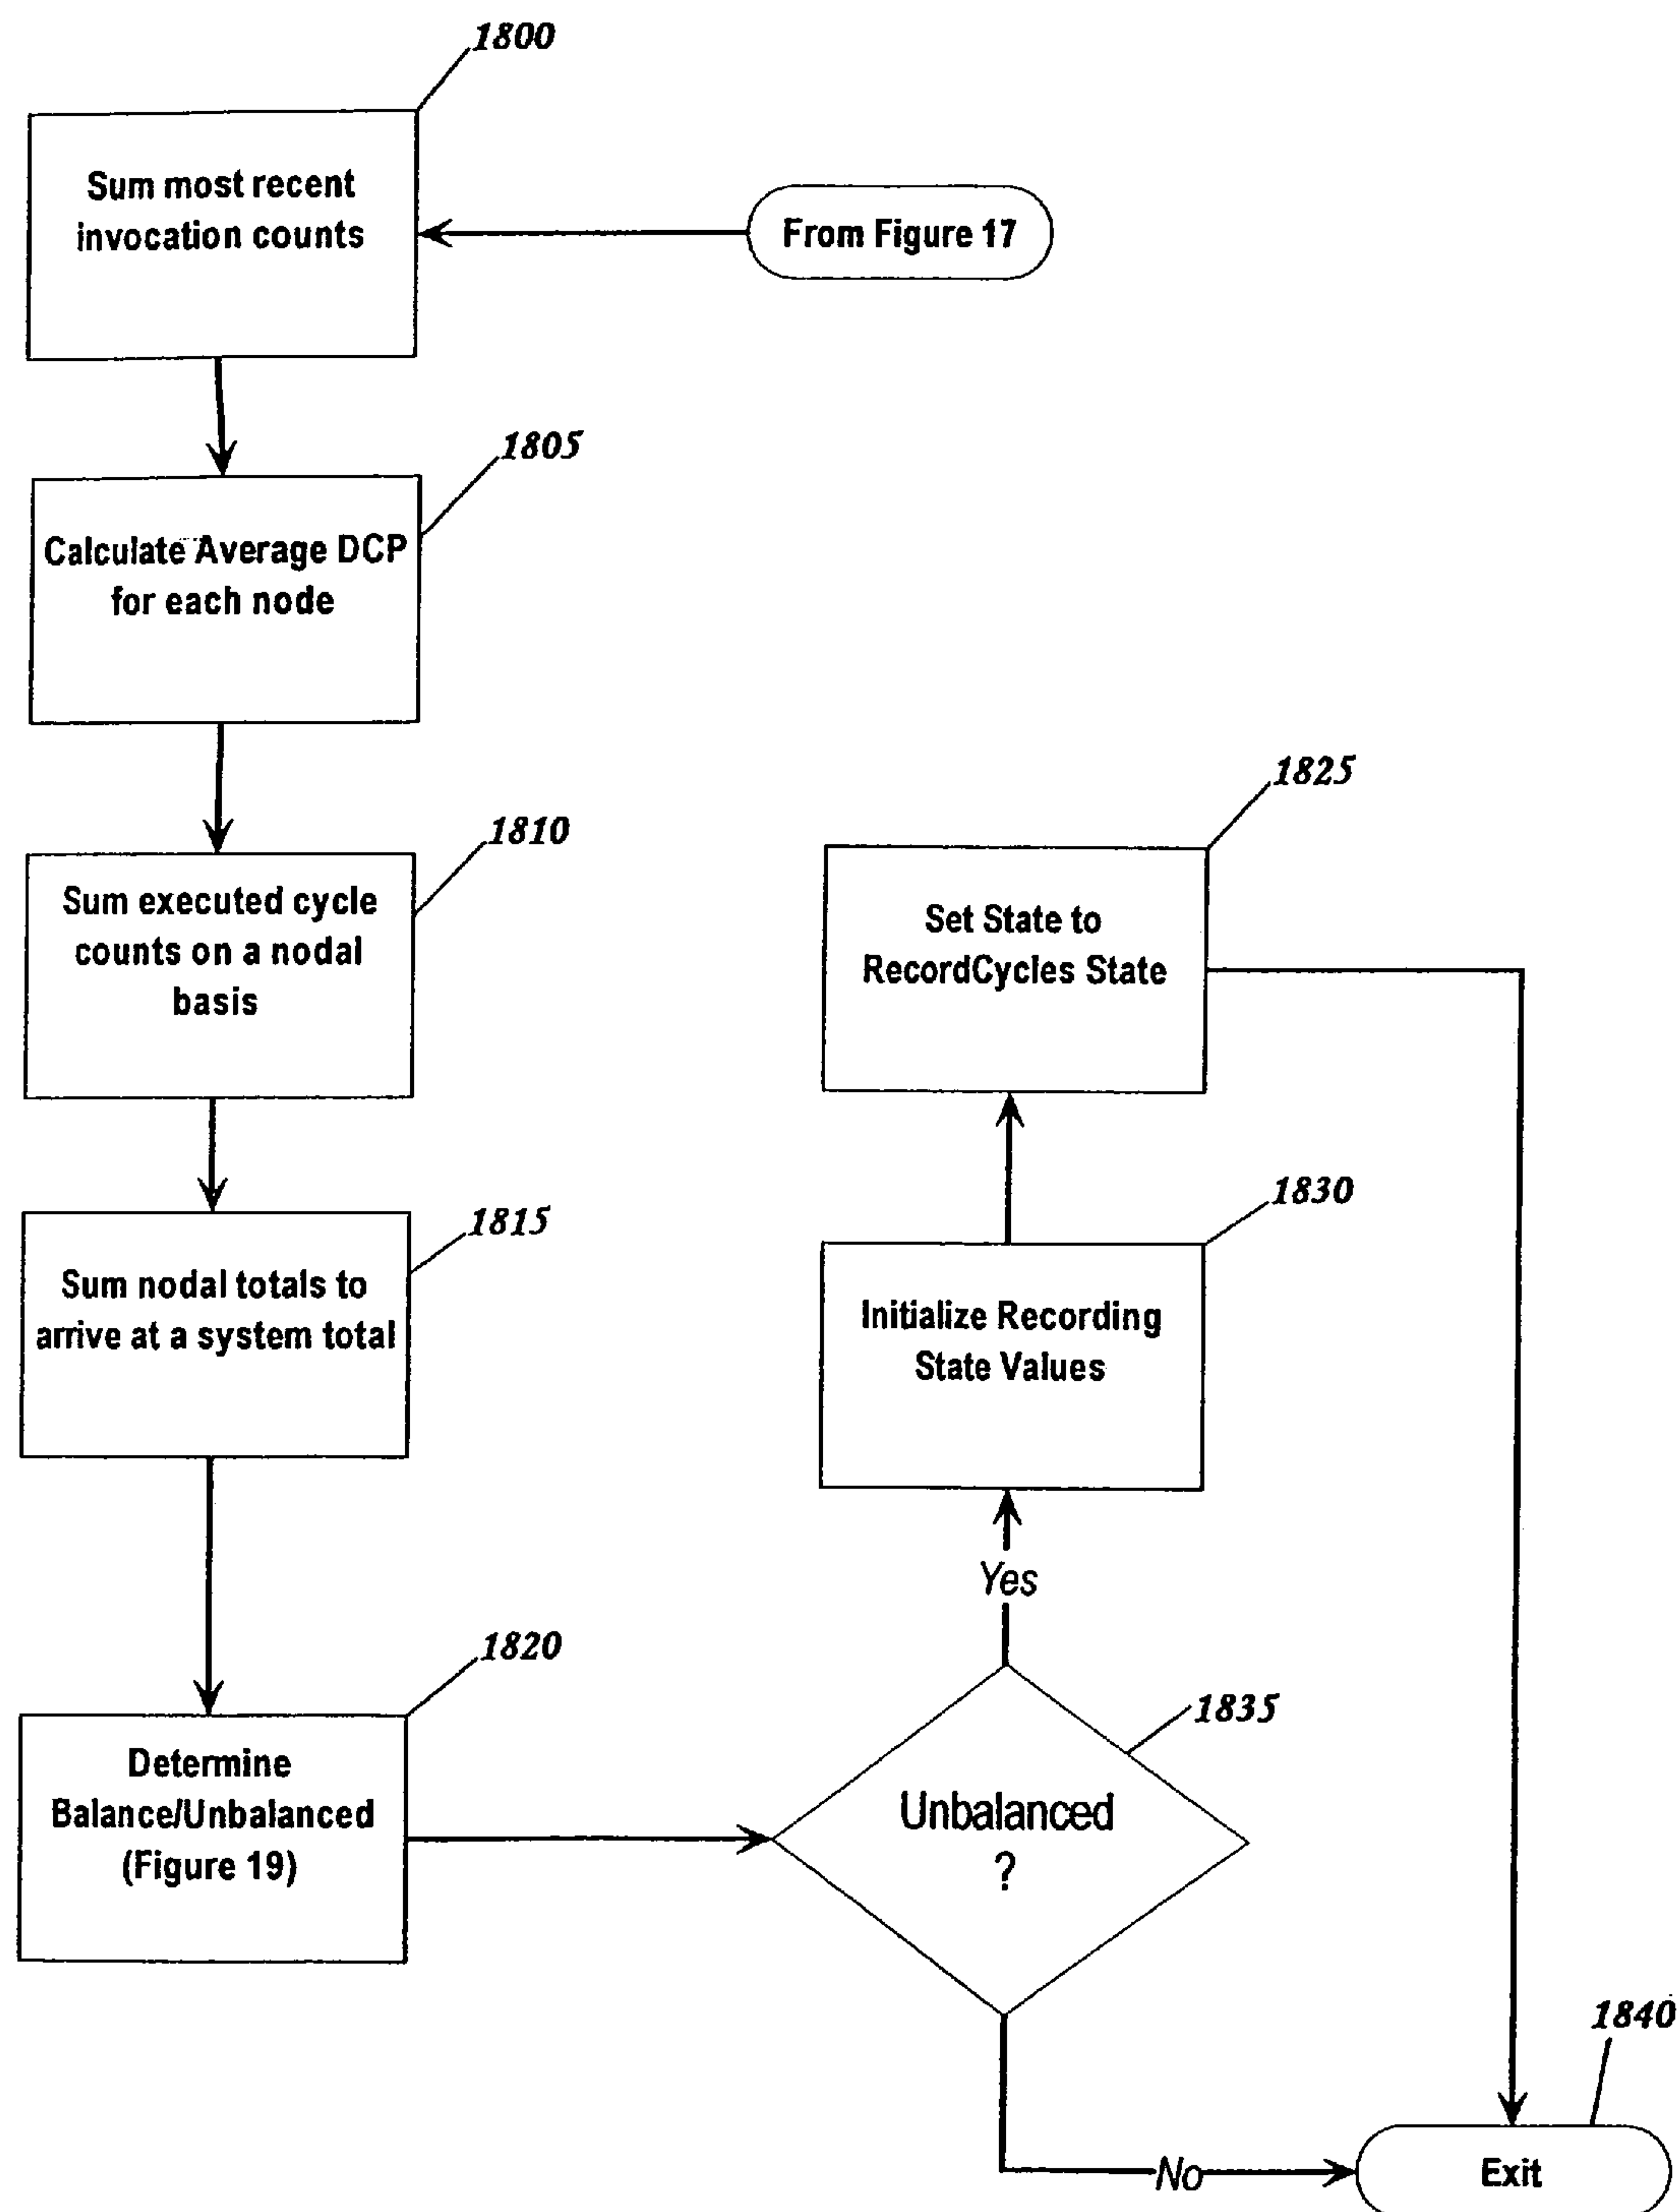 1800
Sum most recent
invocation counts
From Figure 17
1805
Calculate Average DCP
for each node
1810
Sum executed cycle
counts on a nodal
basis
1815
Sum nodal totals to
arrive at a system total
1820
Determine
Balance/Unbalanced
(Figure 19)
1825
Set State to
RecordCycles State
1830
Initialize Recording
State Values
Yes
1835
Unbalanced
?
No
1840
Exit